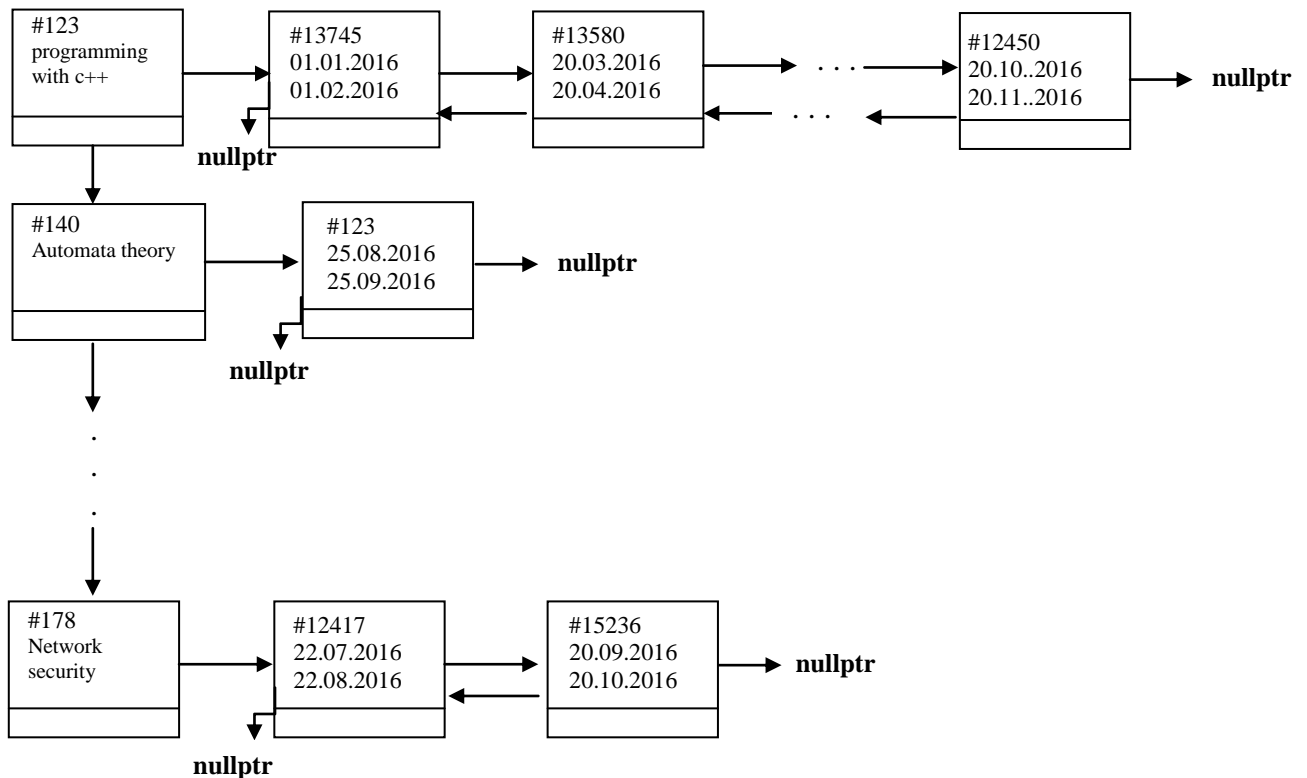 #123
programming
with c++
#13745
01.01.2016
01.02.2016
#13580
20.03.2016
20.04.2016
. . .
. . .
#12450
20.10..2016
20.11..2016
nullptr
nullptr
#140
Automata theory
#123
25.08.2016
25.09.2016
nullptr
nullptr
.
.
.
#178
Network
security
#12417
22.07.2016
22.08.2016
#15236
20.09.2016
20.10.2016
nullptr
nullptr